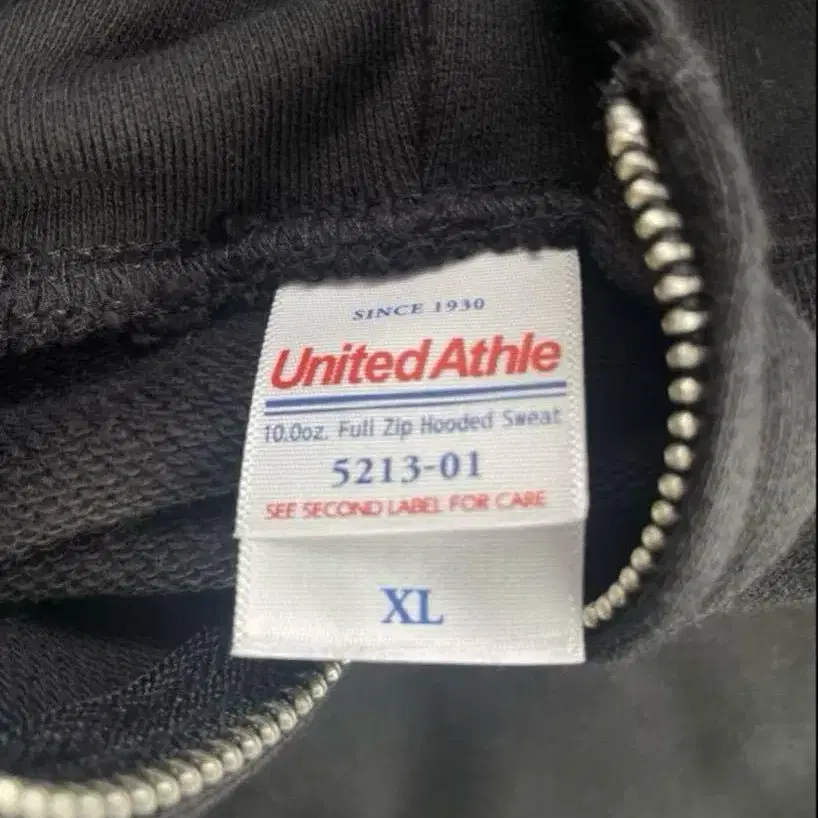 SINCE 1930
United Athle
10.0oz. Full Zip Hooded Sweat
5213-01
SEE SECOND LABEL FOR CARE
XL